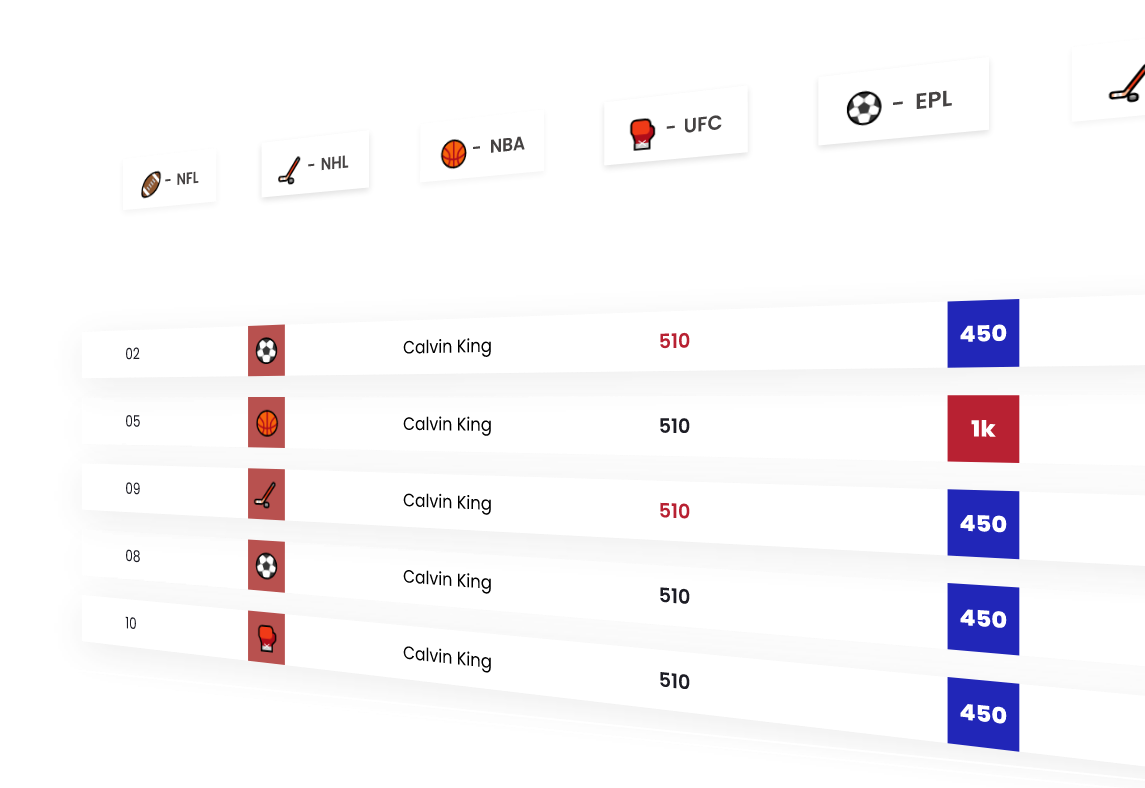 - NFL
- NHL
- NBA
- UFC
- EPL
02 Calvin King 510 450
05 Calvin King 510 1k
09 Calvin King 510 450
08 Calvin King 510 450
10 Calvin King 510 450